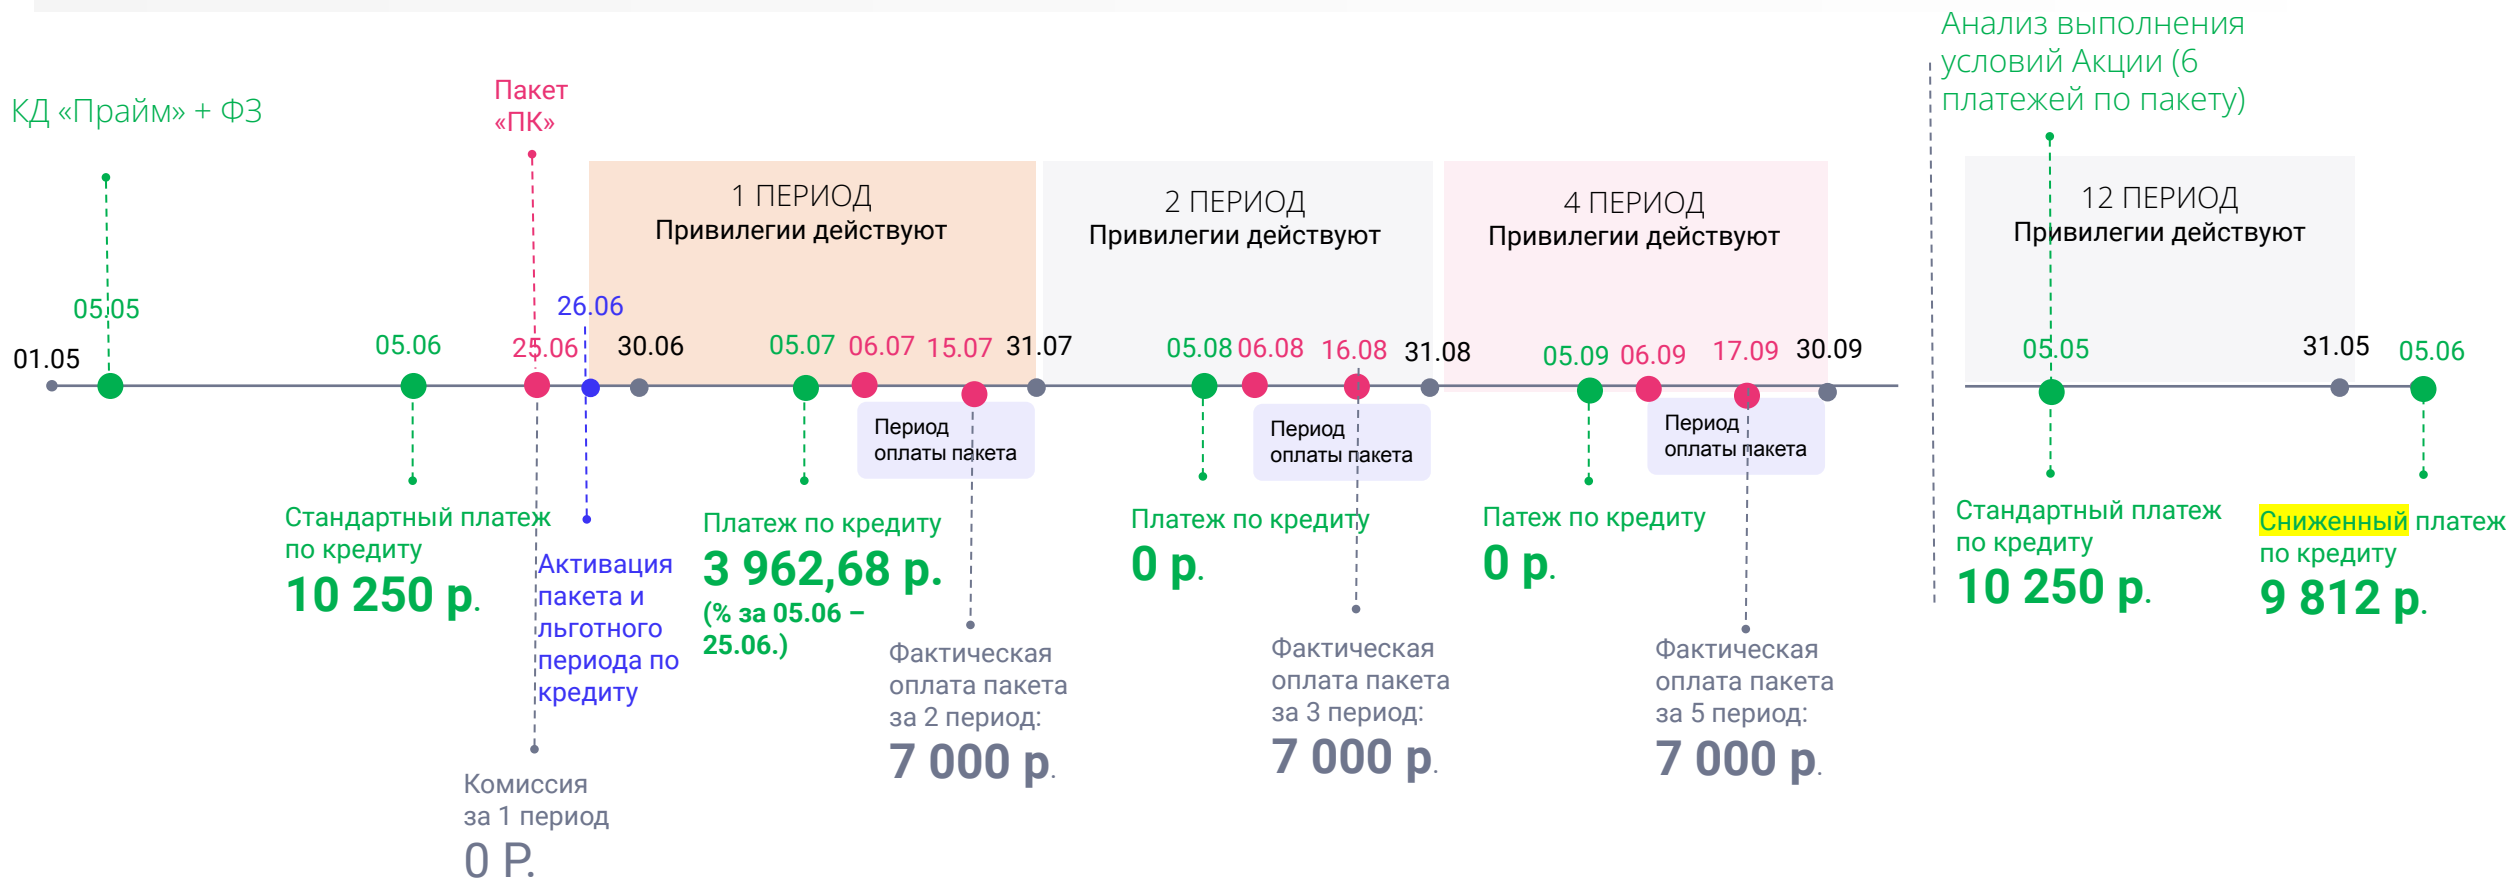 КД «Прайм» + ФЗ
Пакет
«ПК»
Анализ выполнения
условий Акции (6
платежей по пакету)
1 ПЕРИОД
Привилегии действуют
2 ПЕРИОД
Привилегии действуют
4 ПЕРИОД
Привилегии действуют
12 ПЕРИОД
Привилегии действуют
01.05
05.05
05.06
25.06
26.06
30.06
05.07
06.07
15.07
31.07
05.08
06.08
16.08
31.08
05.09
06.09
17.09
30.09
05.05
31.05
05.06
Период
оплаты пакета
Период
оплаты пакета
Период
оплаты пакета
Стандартный платеж
по кредиту
10 250 р.
Активация
пакета и
льготного
периода по
кредиту
Платеж по кредиту
3 962,68 р.
(% за 05.06 –
25.06.)
Платеж по кредиту
0 р.
Патеж по кредиту
0 р.
Стандартный платеж
по кредиту
10 250 р.
Сниженный платеж
по кредиту
9 812 р.
Фактическая
оплата пакета
за 2 период:
7 000 р.
Фактическая
оплата пакета
за 3 период:
7 000 р.
Фактическая
оплата пакета
за 5 период:
7 000 р.
Комиссия
за 1 период
0 Р.